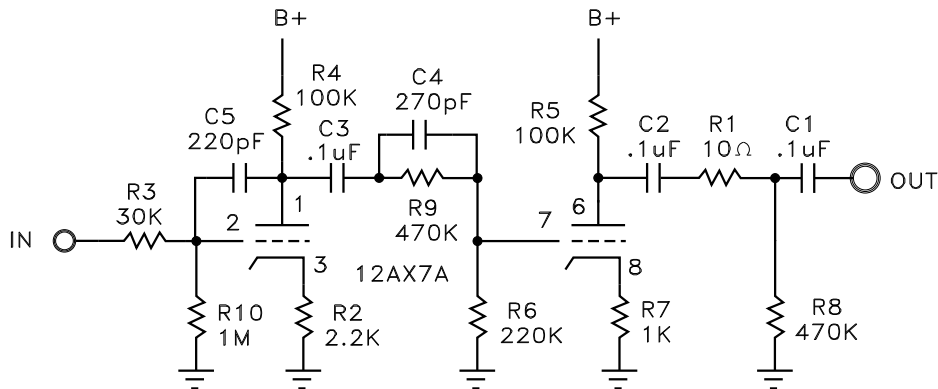 B+
B+
R4
100K
C4
270pF
C5
220pF
C3
.1uF
R5
100K
C2
.1uF
R1
10Ω
C1
.1uF
OUT
R3
30K
IN
1
2
3
R9
470K
12AX7A
6
7
8
R10
1M
R2
2.2K
R6
220K
R7
1K
R8
470K